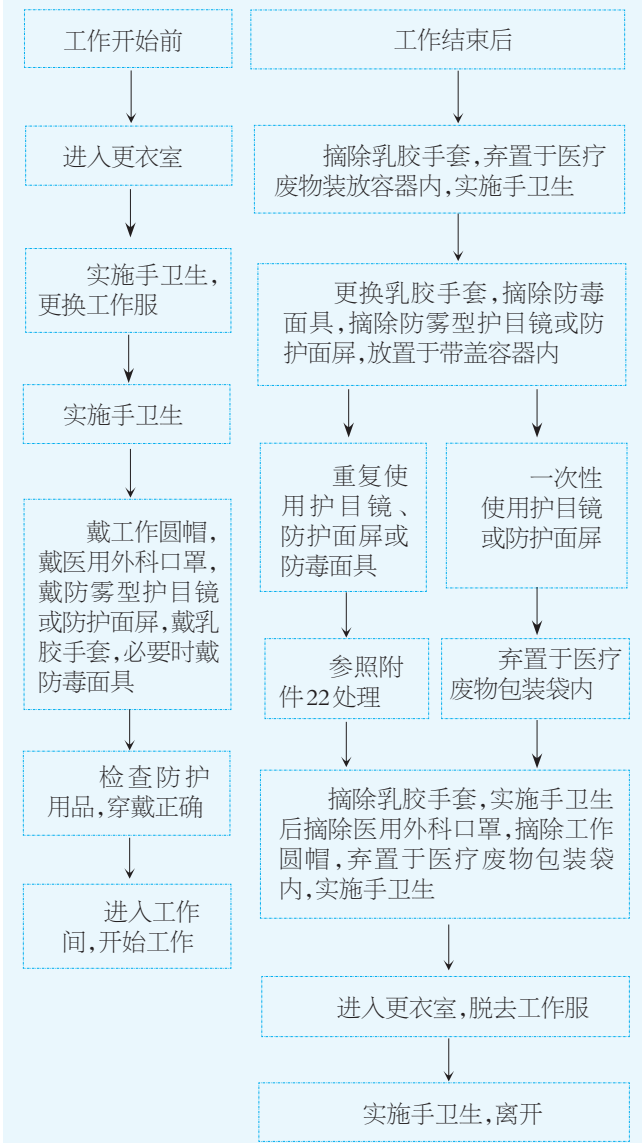 工作开始前
进入更衣室
实施手卫生，
更换工作服
实施手卫生
戴工作圆帽，
戴医用外科口罩，
戴防雾型护目镜
或防护面屏，戴乳
胶手套，必要时戴
防毒面具
检查防护
用品，穿戴正确
进入工作
间，开始工作
工作结束后
摘除乳胶手套，弃置于医疗
废物装放容器内，实施手卫生
更换乳胶手套，摘除防毒
面具，摘除防雾型护目镜或防
护面屏，放置于带盖容器内
重复使
用护目镜、
防护面屏或
防毒面具
参照附
件22处理
一次性
使用护目镜
或防护面屏
弃置于医疗
废物包装袋内
摘除乳胶手套，实施手卫生
后摘除医用外科口罩，摘除工作
圆帽，弃置于医疗废物包装袋
内，实施手卫生
进入更衣室，脱去工作服
实施手卫生，离开